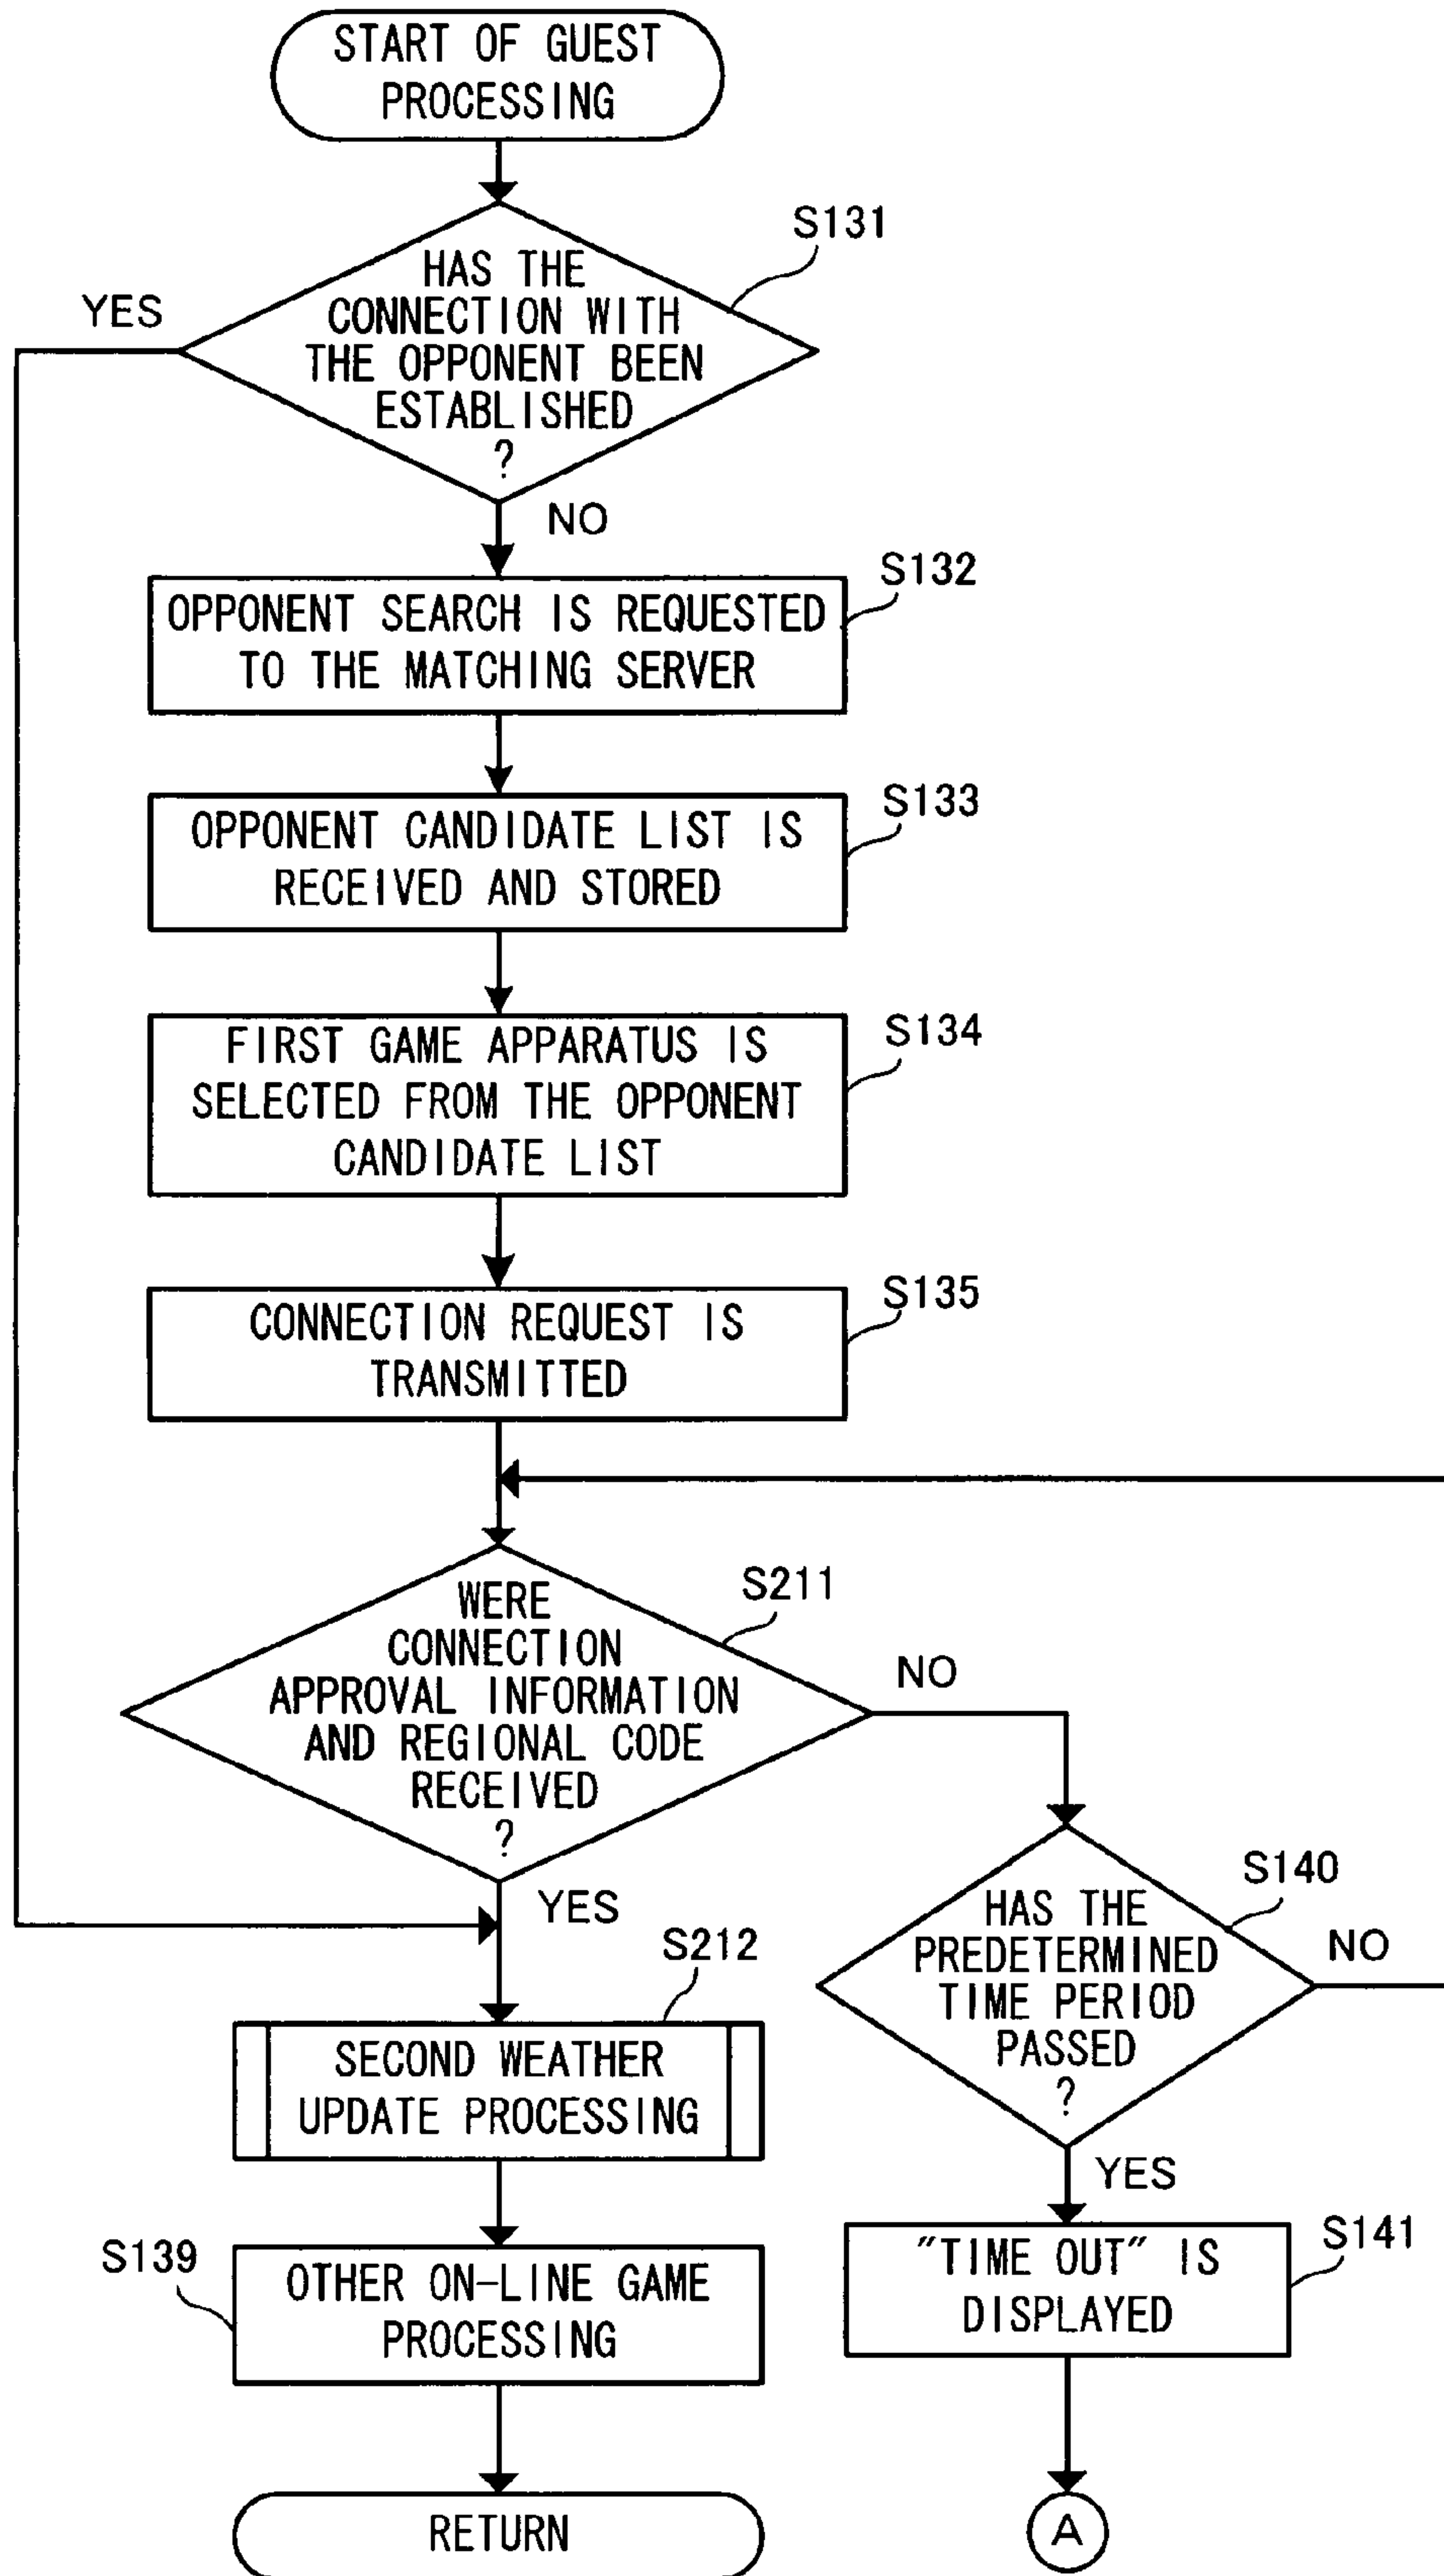 START OF GUEST
PROCESSING
S131
HAS THE
CONNECTION WITH
THE OPPONENT BEEN
ESTABLISHED
?
YES
NO
S132
OPPONENT SEARCH IS REQUESTED
TO THE MATCHING SERVER
S133
OPPONENT CANDIDATE LIST IS
RECEIVED AND STORED
S134
FIRST GAME APPARATUS IS
SELECTED FROM THE OPPONENT
CANDIDATE LIST
S135
CONNECTION REQUEST IS
TRANSMITTED
S211
WERE
CONNECTION
APPROVAL INFORMATION
AND REGIONAL CODE
RECEIVED
?
NO
YES
S140
HAS THE
PREDETERMINED
TIME PERIOD
PASSED
?
NO
YES
S212
SECOND WEATHER
UPDATE PROCESSING
S141
"TIME OUT" IS
DISPLAYED
S139
OTHER ON-LINE GAME
PROCESSING
RETURN
A